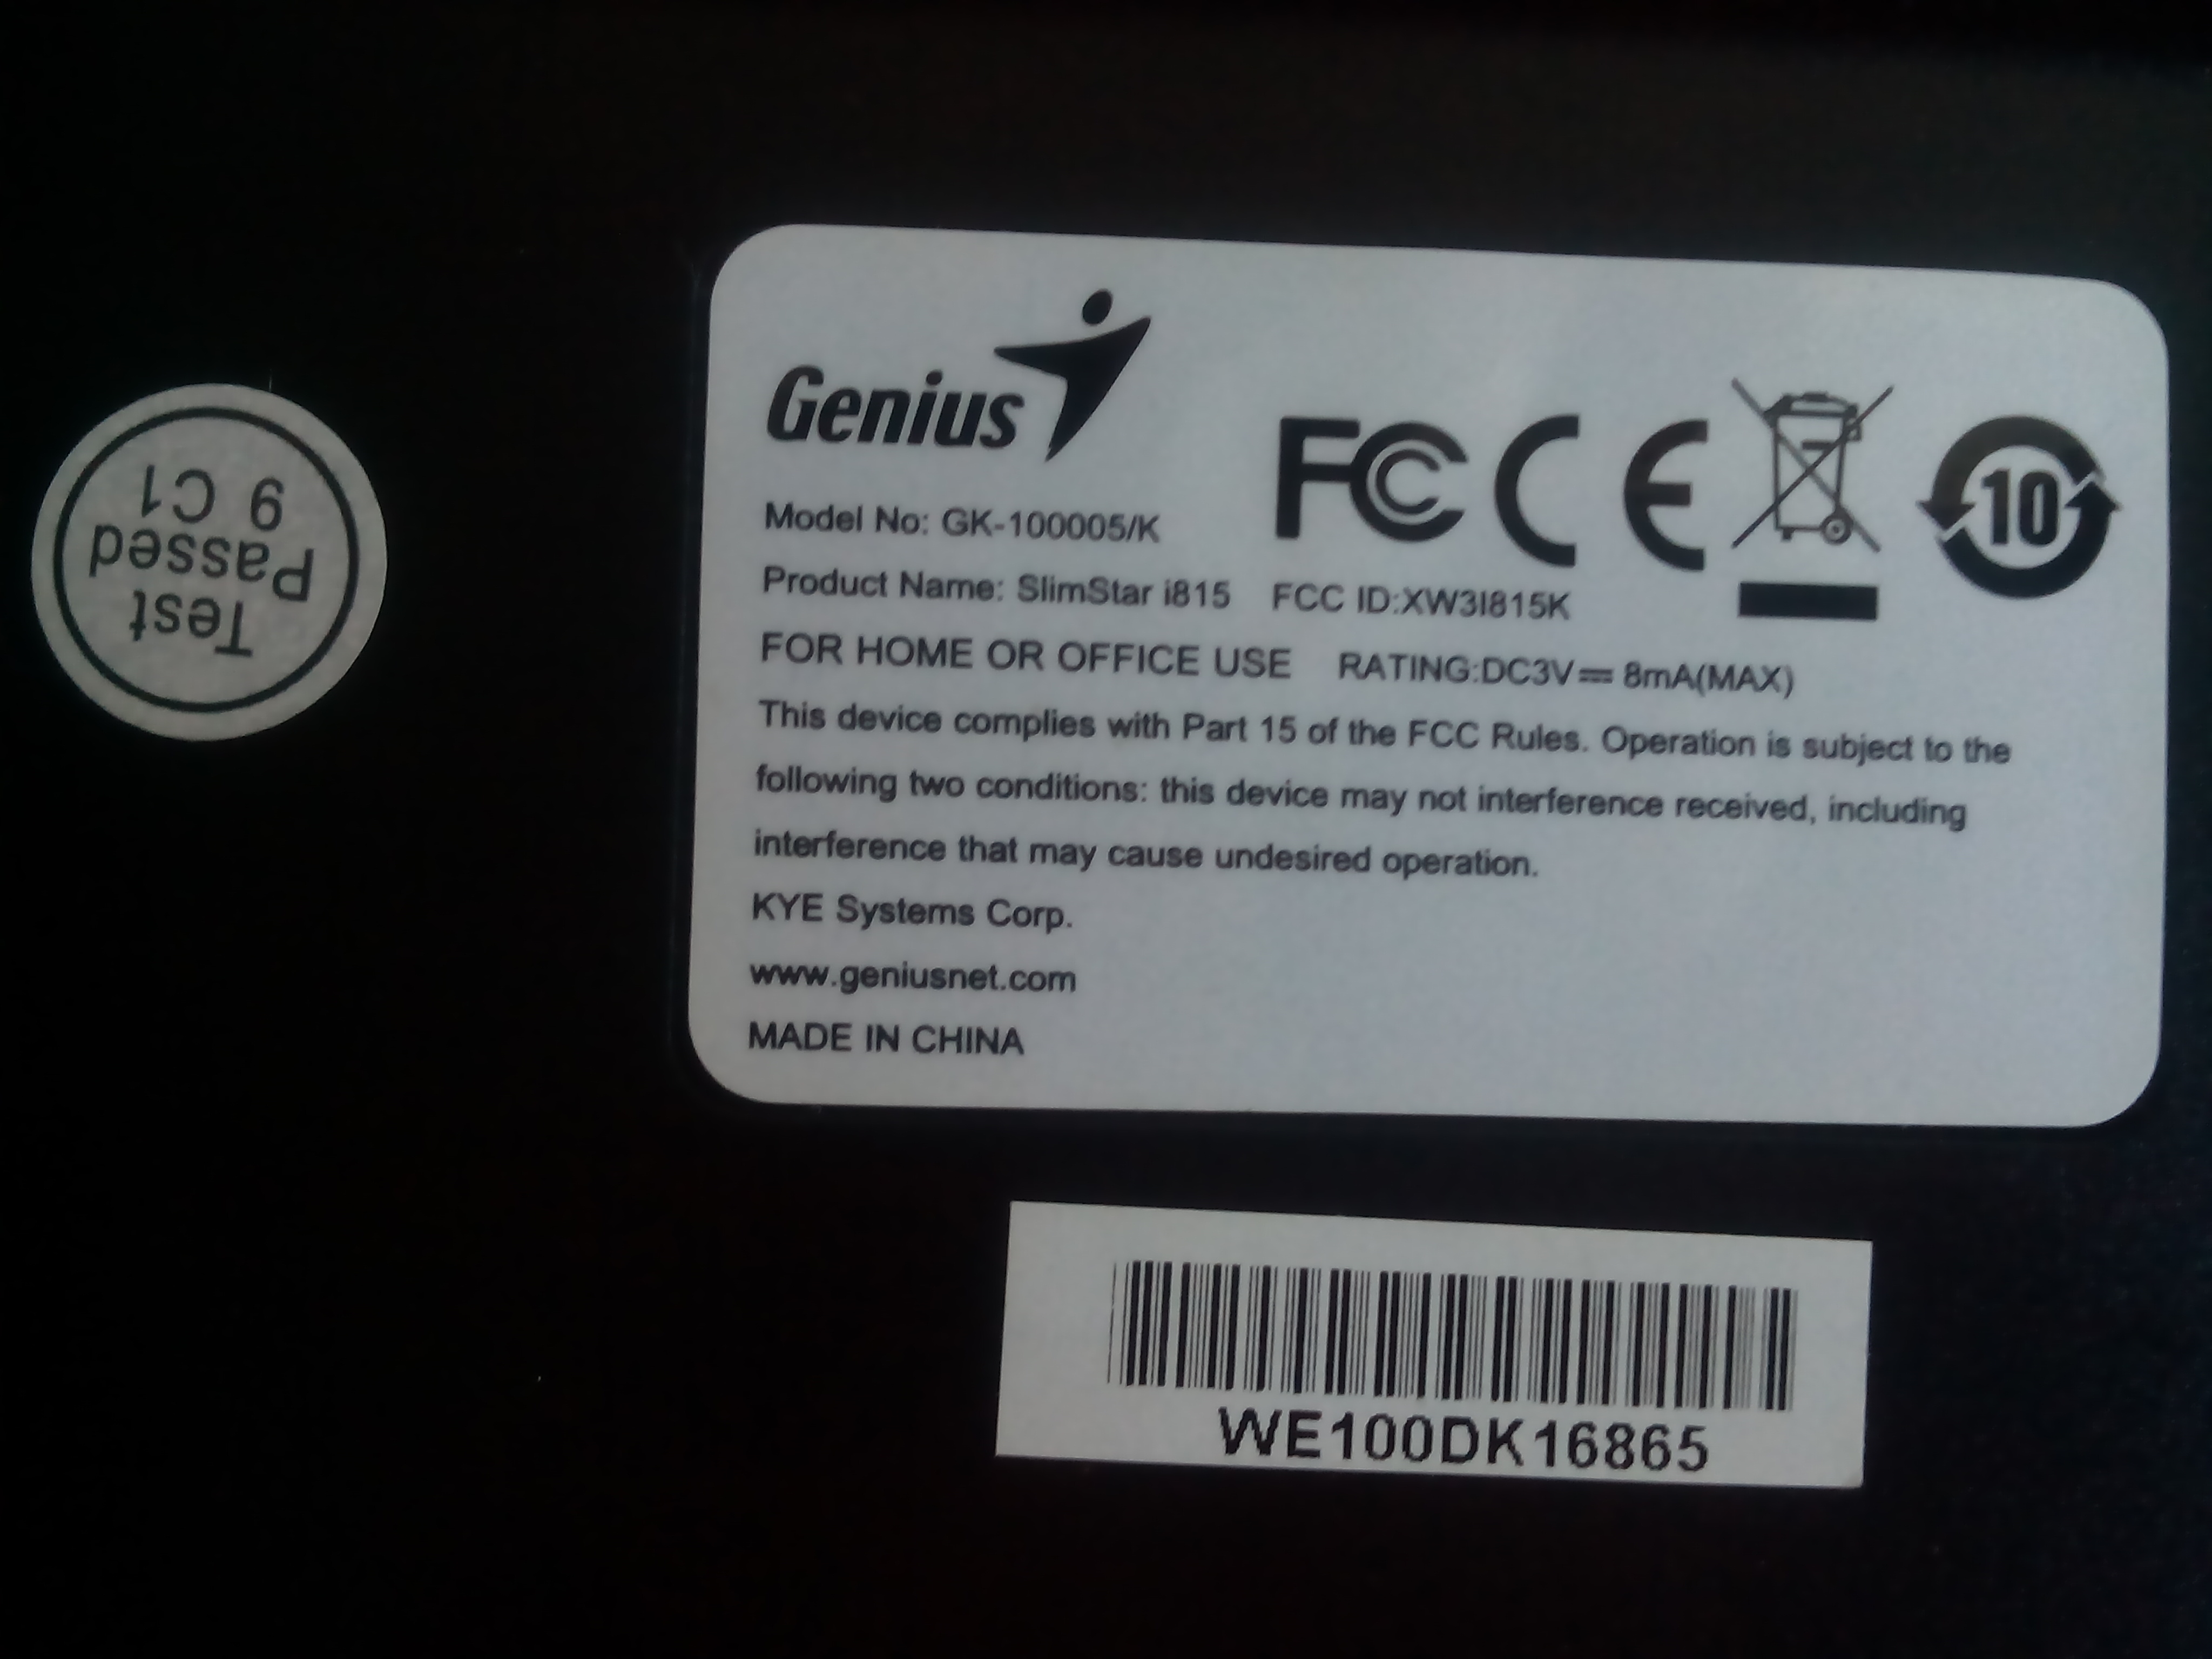 Genius
FC CE 10
Model No: GK-100005/K
Product Name: SlimStar i815 FCC ID:XW3I815K
FOR HOME OR OFFICE USE RATING:DC3V⎓8mA(MAX)
This device complies with Part 15 of the FCC Rules. Operation is subject to the
following two conditions: this device may not interference received, including
interference that may cause undesired operation.
KYE Systems Corp.
www.geniusnet.com
MADE IN CHINA
Test
Passed
9 C1
WE100DK16865